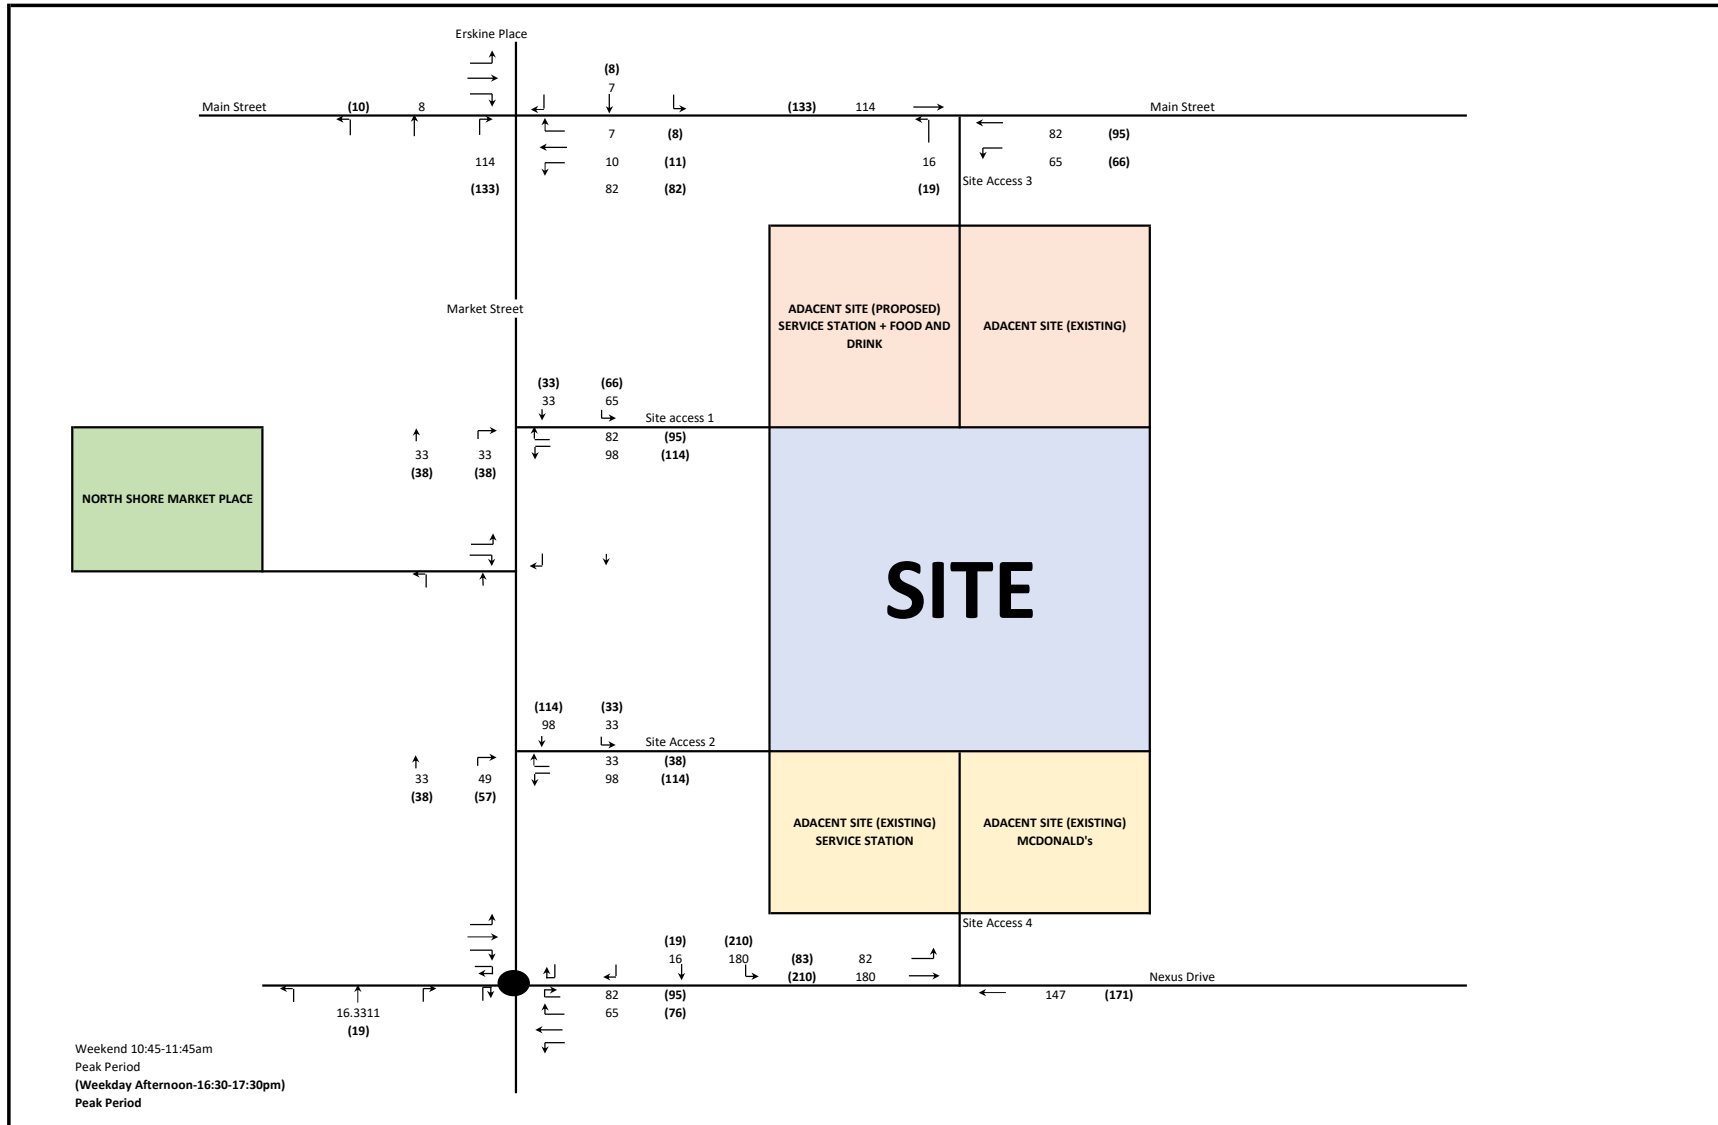 Erskine Place
(8)
7
Main Street (10) 8 (133) 114 Main Street
7 (8) 82 (95)
114 10 (11) 16 65 (66)
(133) 82 (82) (19) Site Access 3
Market Street
ADACENT SITE (PROPOSED)
SERVICE STATION + FOOD AND
DRINK
ADACENT SITE (EXISTING)
(33) (66)
33 65
Site access 1
82 (95)
33 33 98 (114)
(38) (38)
NORTH SHORE MARKET PLACE
SITE
(114) (33)
98 33
Site Access 2
33 (38)
33 49 98 (114)
(38) (57)
ADACENT SITE (EXISTING)
SERVICE STATION
ADACENT SITE (EXISTING)
MCDONALD's
Site Access 4
(19) (210)
16 180 (83) 82
(210) 180 Nexus Drive
82 (95) 147 (171)
16.3311 65 (76)
(19)
Weekend 10:45-11:45am
Peak Period
(Weekday Afternoon-16:30-17:30pm)
Peak Period